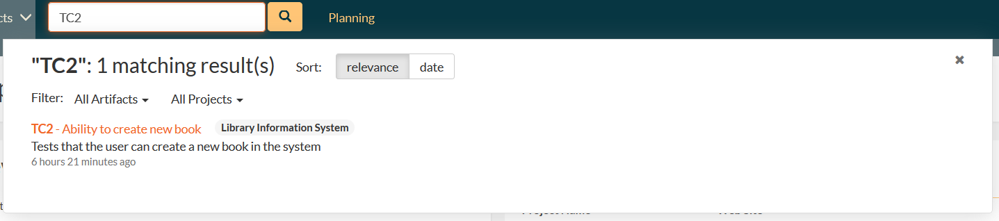 cts
TC2
Planning
"TC2": 1 matching result(s)
Sort: relevance date
Filter: All Artifacts All Projects
TC2 - Ability to create new book Library Information System
Tests that the user can create a new book in the system
6 hours 21 minutes ago